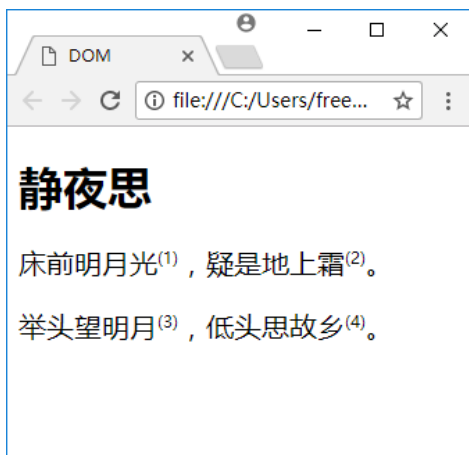 DOM
file:///C:/Users/free...
静夜思
床前明月光(1)，疑是地上霜(2)。
举头望明月(3)，低头思故乡(4)。